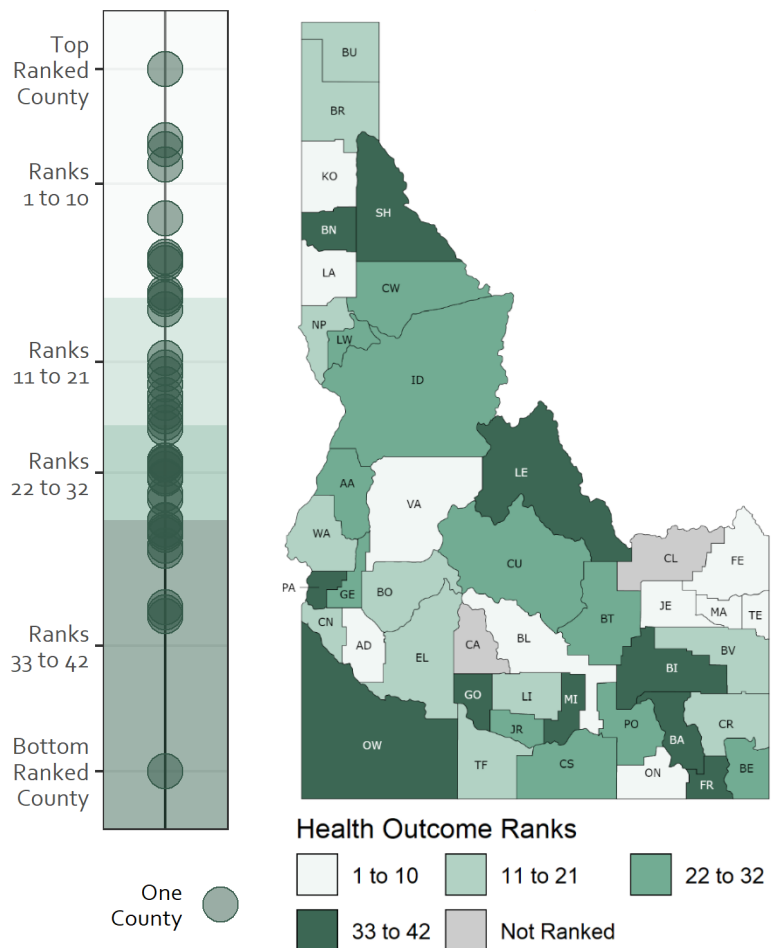 Top
Ranked
County
Ranks
1 to 10
Ranks
11 to 21
Ranks
22 to 32
Ranks
33 to 42
Bottom
Ranked
County
One
County
BU
BR
KO
SH
BN
LA
CW
NP
LW
ID
LE
AA
VA
WA
CL
FE
CU
PA
GE
BO
BT
JE
MA
TE
CN
AD
CA
BL
EL
BV
BI
GO
LI
MI
JR
PO
BA
CR
OW
TF
CS
ON
FR
BE
Health Outcome Ranks
1 to 10
11 to 21
22 to 32
33 to 42
Not Ranked